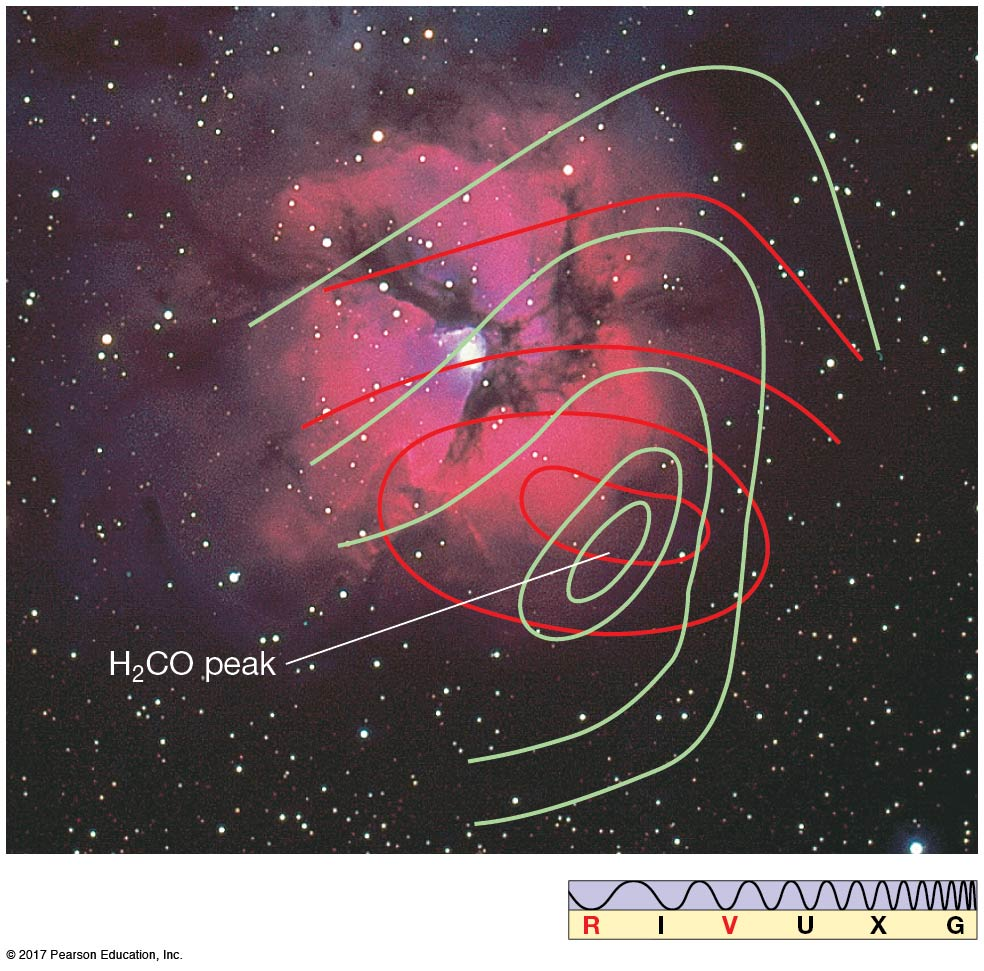 H₂CO peak
R I V U X G
© 2017 Pearson Education, Inc.